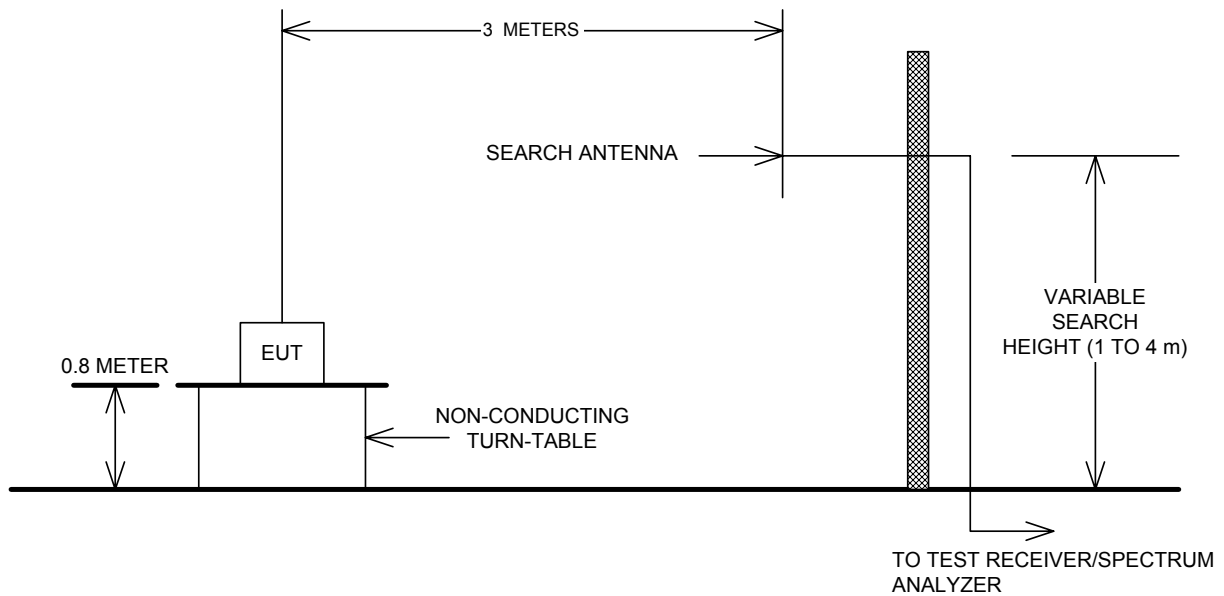 3 METERS
SEARCH ANTENNA
VARIABLE
SEARCH
HEIGHT (1 TO 4 m)
EUT
0.8 METER
NON-CONDUCTING
TURN-TABLE
TO TEST RECEIVER/SPECTRUM
ANALYZER